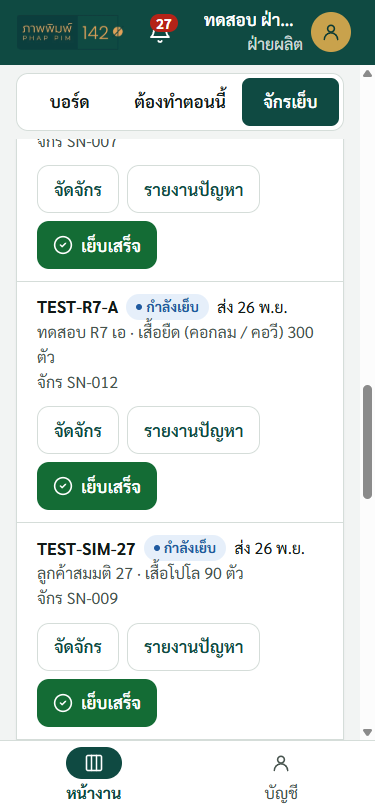 ภาพพิมพ์
PHAP PIM
142
27
ทดสอบ ฝ่า...
ฝ่ายผลิต
บอร์ด
ต้องทำตอนนี้
จักรเย็บ
จักร SN-007
จัดจักร
รายงานปัญหา
เย็บเสร็จ
TEST-R7-A กำลังเย็บ ส่ง 26 พ.ย.
ทดสอบ R7 เอ · เสื้อยืด (คอกลม / คอวี) 300
ตัว
จักร SN-012
จัดจักร
รายงานปัญหา
เย็บเสร็จ
TEST-SIM-27 กำลังเย็บ ส่ง 26 พ.ย.
ลูกค้าสมมติ 27 · เสื้อโปโล 90 ตัว
จักร SN-009
จัดจักร
รายงานปัญหา
เย็บเสร็จ
หน้างาน
บัญชี